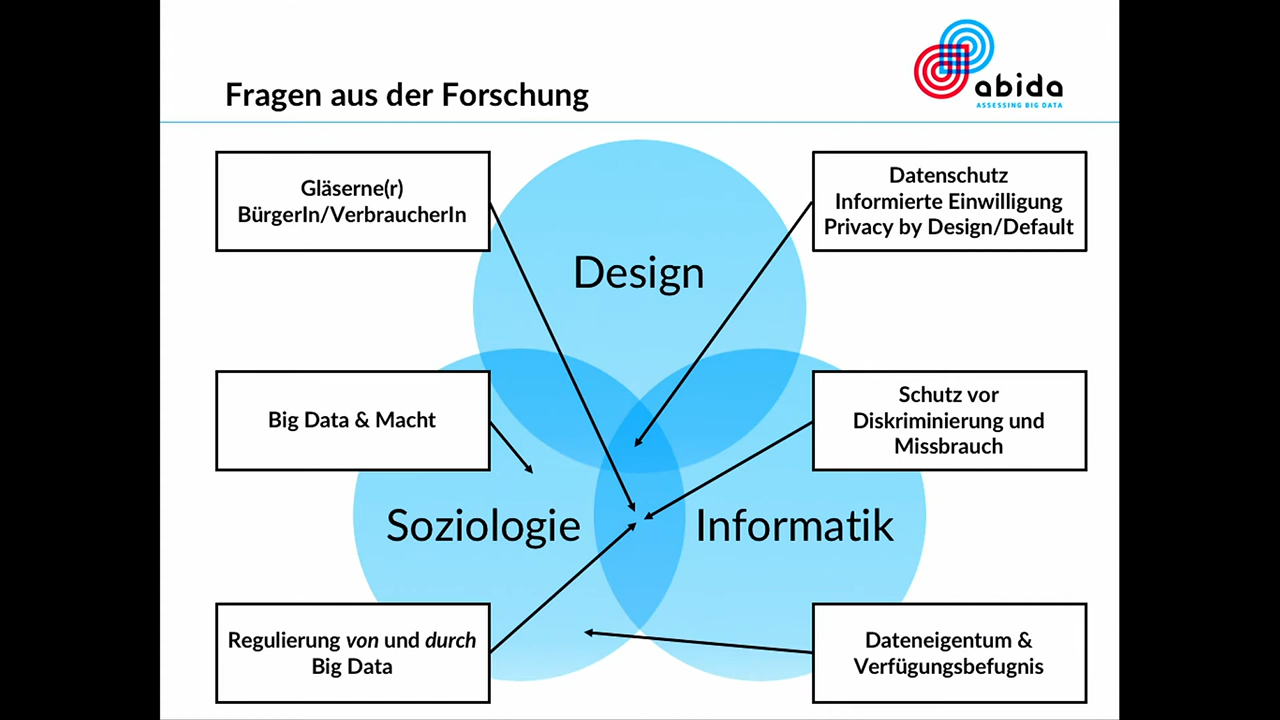 Fragen aus der Forschung
abida
ASSESSING BIG DATA
Gläserne(r)
BürgerIn/VerbraucherIn
Datenschutz
Informierte Einwilligung
Privacy by Design/Default
Design
Big Data & Macht
Schutz vor
Diskriminierung und
Missbrauch
Soziologie
Informatik
Regulierung von und durch
Big Data
Dateneigentum &
Verfügungsbefugnis